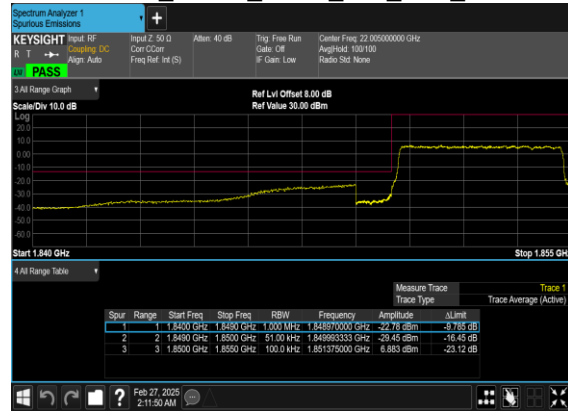 Spectrum Analyzer 1
Spurious Emissions
KEYSIGHT Input: RF Input Z: 50 Ω Atten: 40 dB Trig: Free Run Center Freq: 22.005000000 GHz
R T Coupling: DC Corr CCorr Gate: Off Avg|Hold: 100/100
Align: Auto Freq Ref: Int (S) IF Gain: Low Radio Std: None
LW PASS
3 All Range Graph Ref Lvl Offset 8.00 dB
Scale/Div 10.0 dB Ref Value 30.00 dBm
Log
20.0
10.0
0.00
-10.0
-20.0
-30.0
-40.0
-50.0
-60.0
Start 1.840 GHz Stop 1.855 GHz
4 All Range Table
Measure Trace Trace 1
Trace Type Trace Average (Active)
Spur Range Start Freq Stop Freq RBW Frequency Amplitude ΔLimit
1 1 1.8400 GHz 1.8490 GHz 1.000 MHz 1.848970000 GHz -22.78 dBm -9.785 dB
2 2 1.8490 GHz 1.8500 GHz 51.00 kHz 1.849993333 GHz -29.45 dBm -16.45 dB
3 3 1.8500 GHz 1.8550 GHz 100.0 kHz 1.851375000 GHz 6.883 dBm -23.12 dB
? Feb 27, 2025
2:11:50 AM